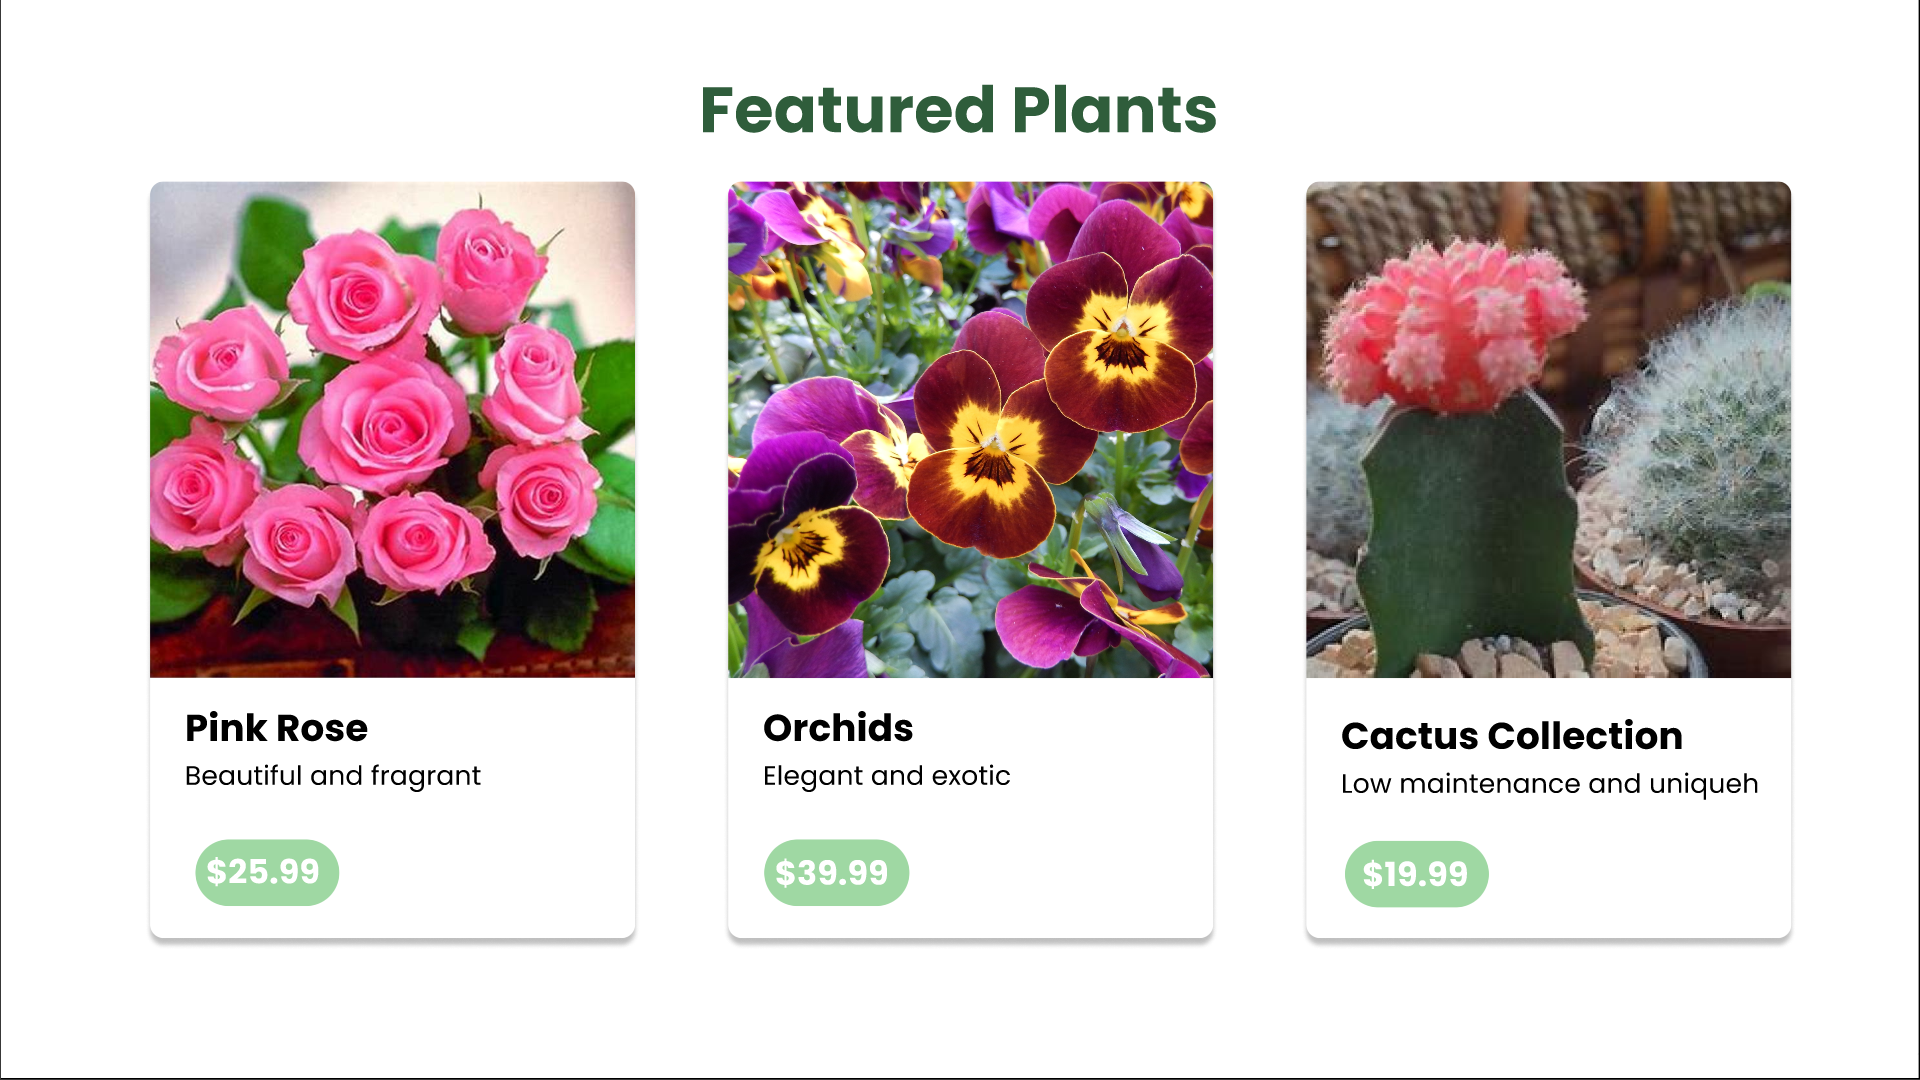 Featured Plants
Pink Rose
Beautiful and fragrant
$25.99
Orchids
Elegant and exotic
$39.99
Cactus Collection
Low maintenance and uniqueh
$19.99